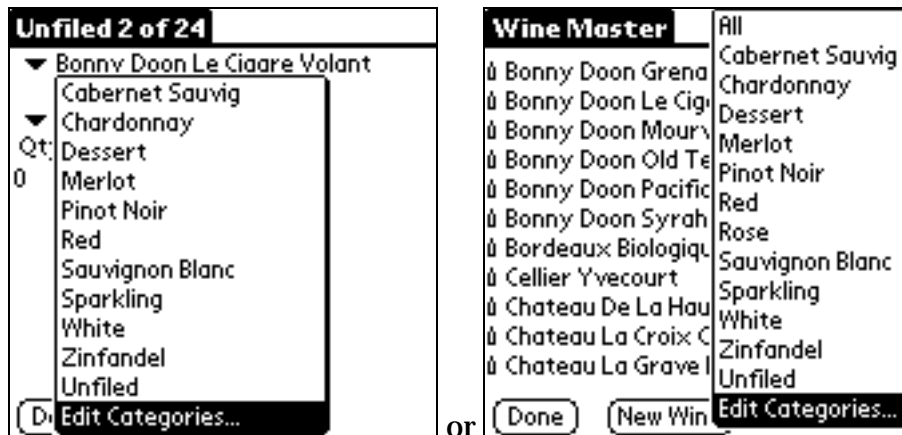 Unfiled 2 of 24
Bonny Doon Le Cigare Volant
Cabernet Sauvig
Chardonnay
Qt
Dessert
0
Merlot
Pinot Noir
Red
Sauvignon Blanc
Sparkling
White
Zinfandel
Unfiled
D
Edit Categories...
or
Wine Master
Bonny Doon Grena
Bonny Doon Le Cig
Bonny Doon Mourv
Bonny Doon Old Te
Bonny Doon Pacific
Bonny Doon Syrah
Bordeaux Biologiqu
Cellier Yvecourt
Chateau De La Hau
Chateau La Croix C
Chateau La Grave
Done
New Win
All
Cabernet Sauvig
Chardonnay
Dessert
Merlot
Pinot Noir
Red
Rose
Sauvignon Blanc
Sparkling
White
Zinfandel
Unfiled
Edit Categories...